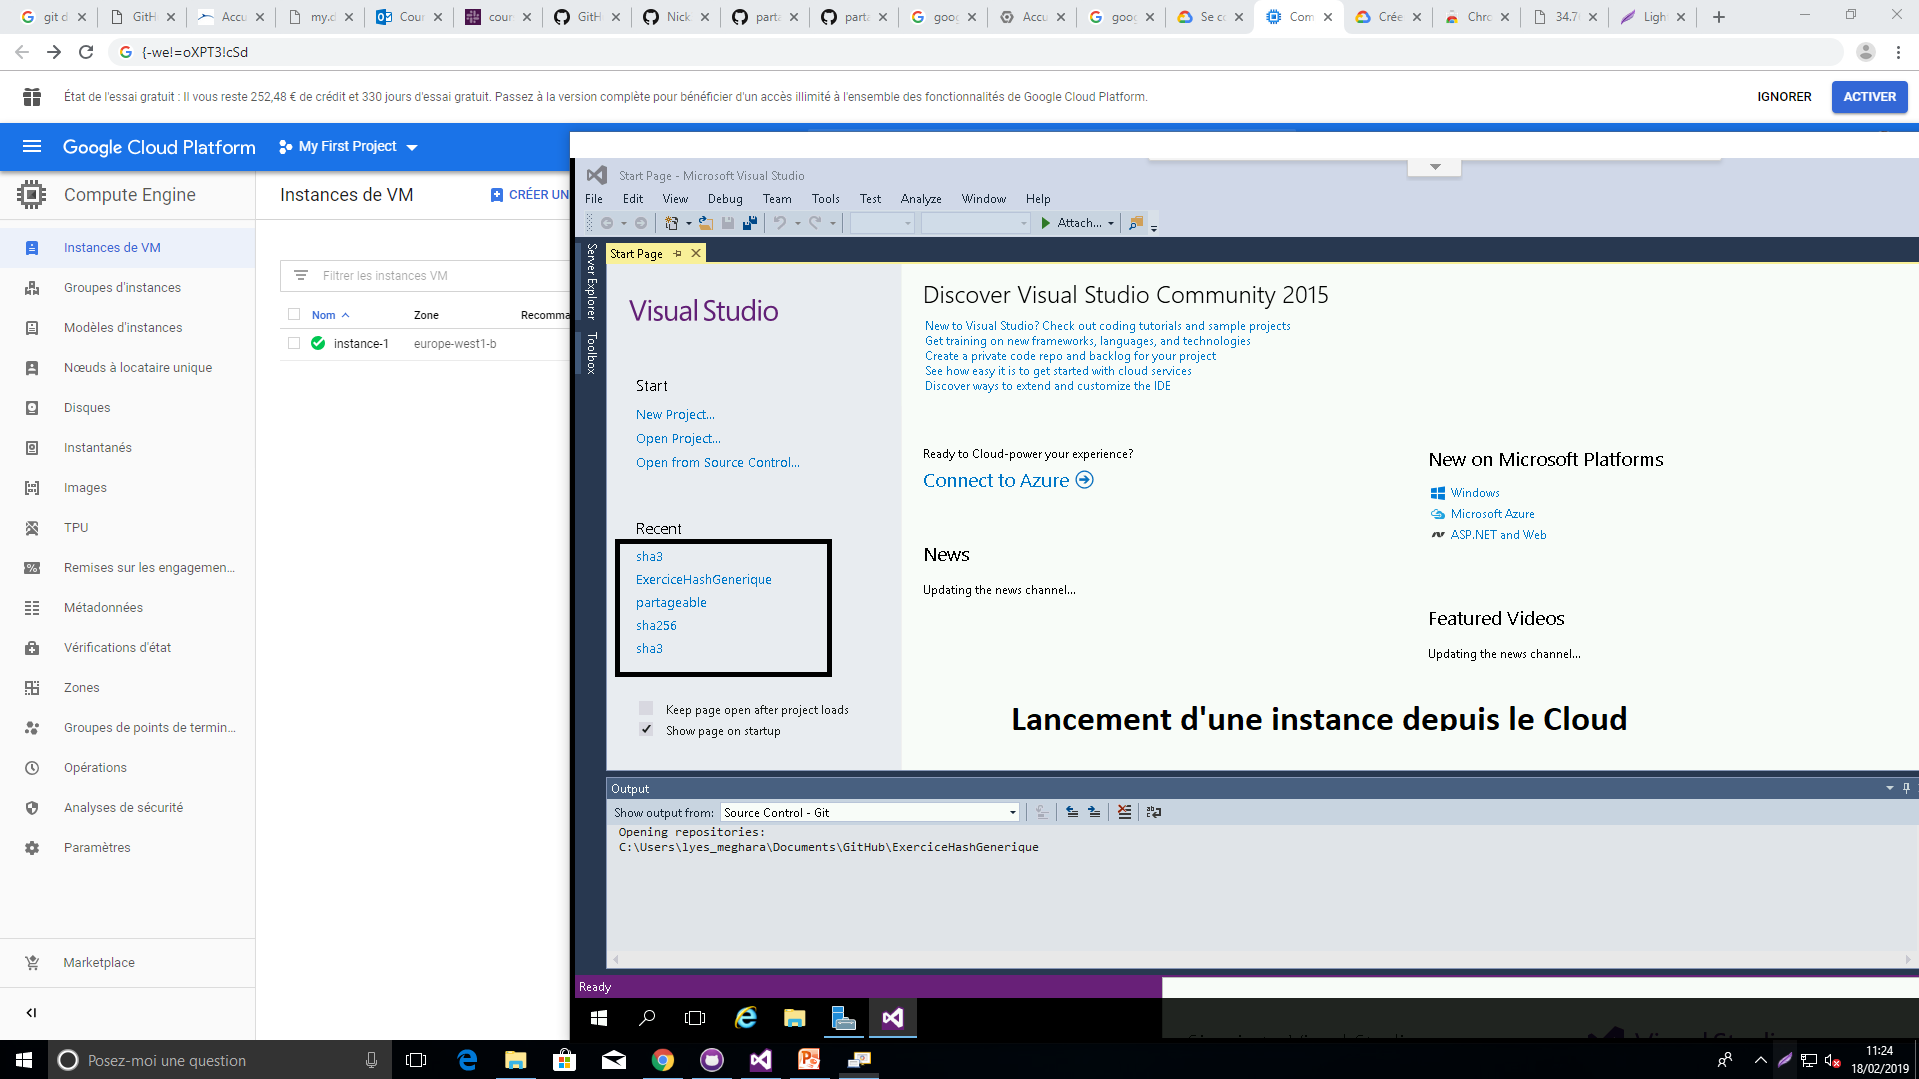 git d
GitH
Accu
my.d
Cour
cour
GitH
Nick
parta
parta
goog
Accu
goog
Se cc
Com
Crée
Chrc
34.7
Ligh
{-we!=oXPT3!cSd
État de l'essai gratuit : Il vous reste 252,48 € de crédit et 330 jours d'essai gratuit. Passez à la version complète pour bénéficier d'un accès illimité à l'ensemble des fonctionnalités de Google Cloud Platform.
IGNORER
ACTIVER
Google Cloud Platform
My First Project
Compute Engine
Instances de VM
Groupes d'instances
Modèles d'instances
Nœuds à locataire unique
Disques
Instantanés
Images
TPU
Remises sur les engagemen...
Métadonnées
Vérifications d'état
Zones
Groupes de points de termin...
Opérations
Analyses de sécurité
Paramètres
Marketplace
Instances de VM
CRÉER UN
Filtrer les instances VM
Nom Zone Recomma
instance-1 europe-west1-b
Start Page - Microsoft Visual Studio
File Edit View Debug Team Tools Test Analyze Window Help
Attach...
Server Explorer
Toolbox
Start Page
Visual Studio
Start
New Project...
Open Project...
Open from Source Control...
Recent
sha3
ExerciceHashGenerique
partageable
sha256
sha3
Keep page open after project loads
Show page on startup
Discover Visual Studio Community 2015
New to Visual Studio? Check out coding tutorials and sample projects
Get training on new frameworks, languages, and technologies
Create a private code repo and backlog for your project
See how easy it is to get started with cloud services
Discover ways to extend and customize the IDE
Ready to Cloud-power your experience?
Connect to Azure
News
Updating the news channel...
New on Microsoft Platforms
Windows
Microsoft Azure
ASP.NET and Web
Featured Videos
Updating the news channel...
Lancement d'une instance depuis le Cloud
Output
Show output from: Source Control - Git
Opening repositories:
C:\Users\lyes_meghara\Documents\GitHub\ExerciceHashGenerique
Ready
Posez-moi une question
11:24
18/02/2019